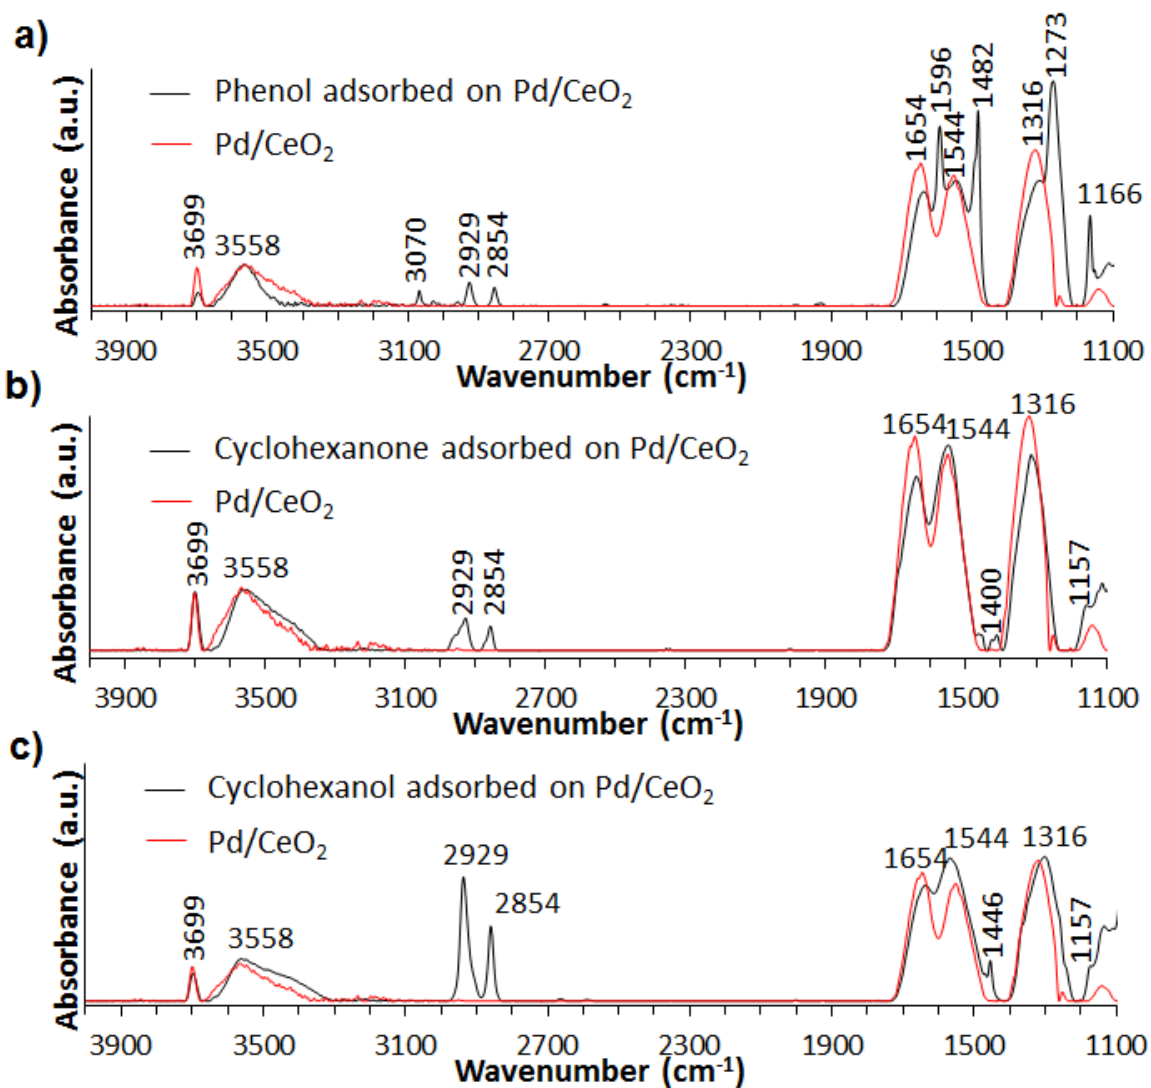 a)
Absorbance (a.u.)
Phenol adsorbed on Pd/CeO₂
Pd/CeO₂
3699
3558
3070
2929
2854
1654
1596
1544
1482
1316
1273
1166
3900 3500 3100 2700 2300 1900 1500 1100
Wavenumber (cm⁻¹)
b)
Absorbance (a.u.)
Cyclohexanone adsorbed on Pd/CeO₂
Pd/CeO₂
3699
3558
2929
2854
1654
1544
1400
1316
1157
3900 3500 3100 2700 2300 1900 1500 1100
Wavenumber (cm⁻¹)
c)
Absorbance (a.u.)
Cyclohexanol adsorbed on Pd/CeO₂
Pd/CeO₂
3699
3558
2929
2854
1654
1544
1446
1316
1157
3900 3500 3100 2700 2300 1900 1500 1100
Wavenumber (cm⁻¹)